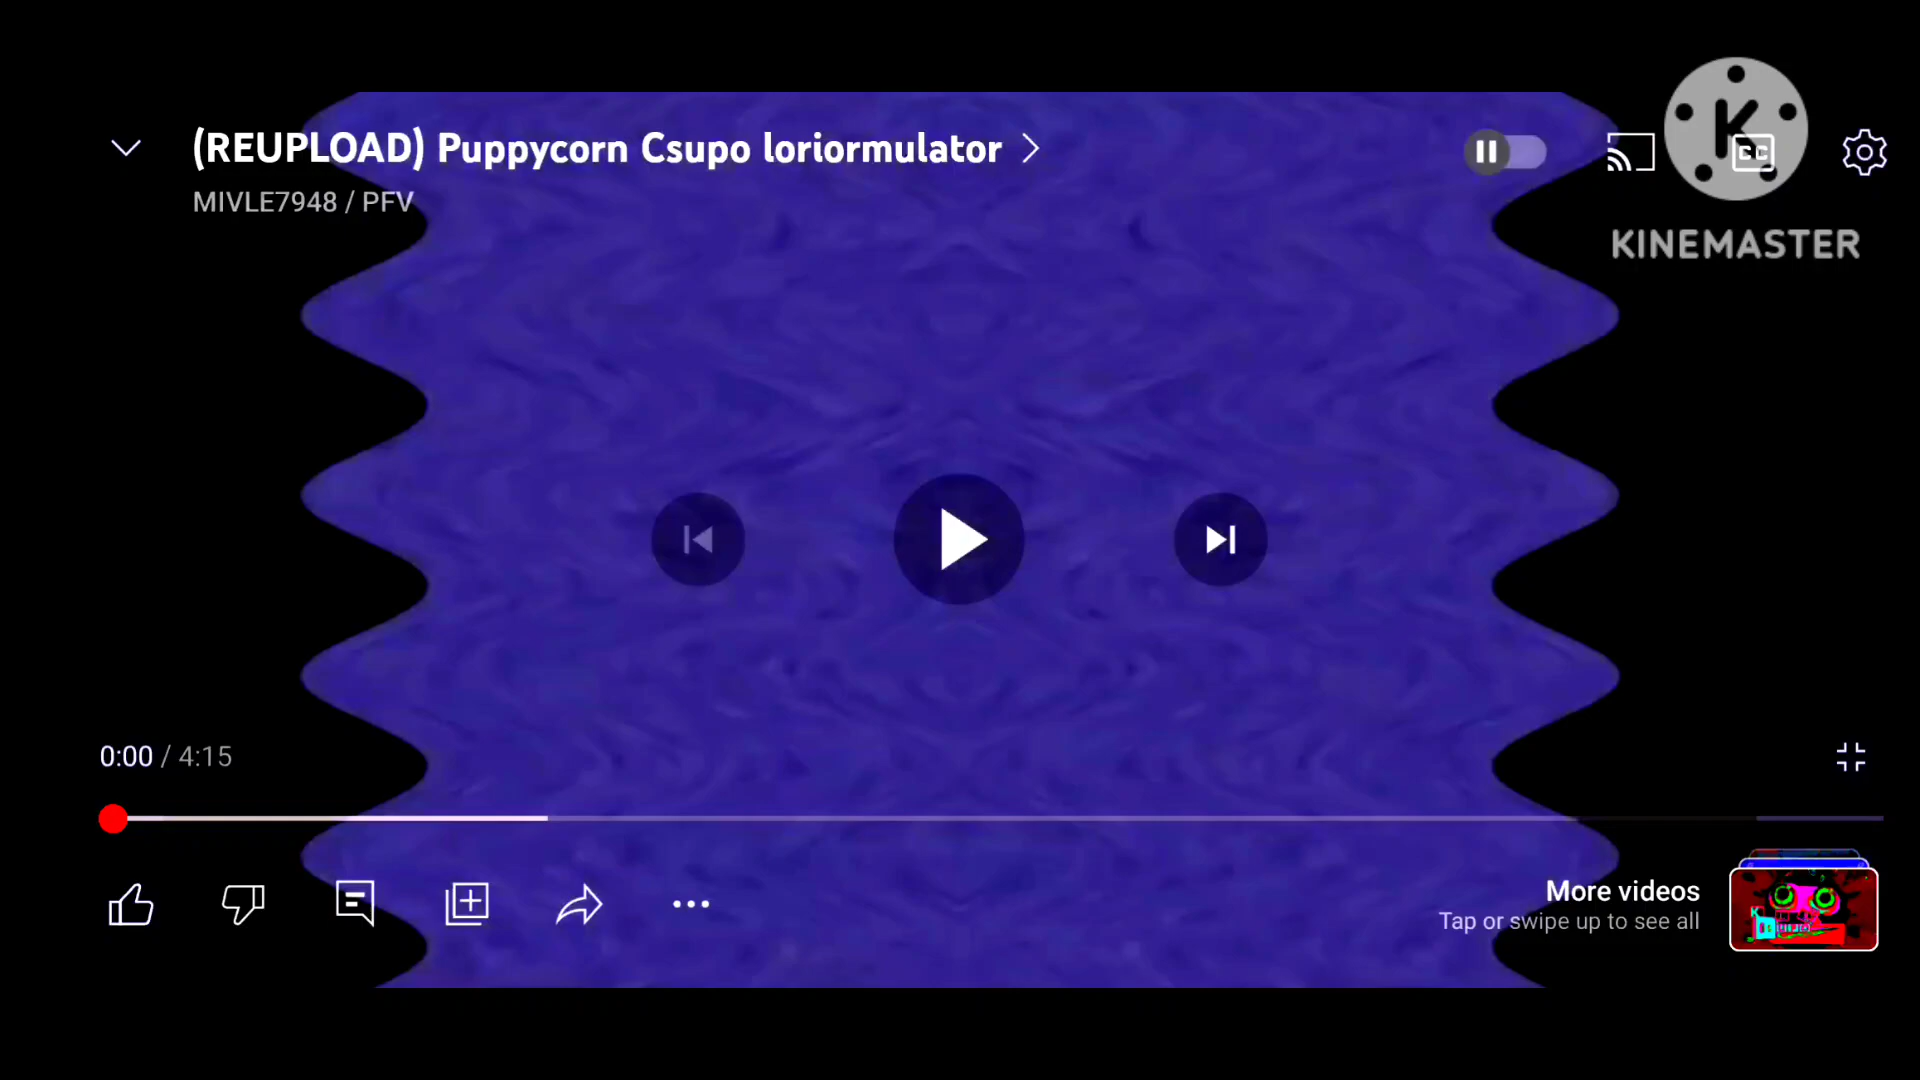 (REUPLOAD) Puppycorn Csupo loriormulator
MIVLE7948 / PFV
K
CC
KINEMASTER
0:00 / 4:15
More videos
Tap or swipe up to see all